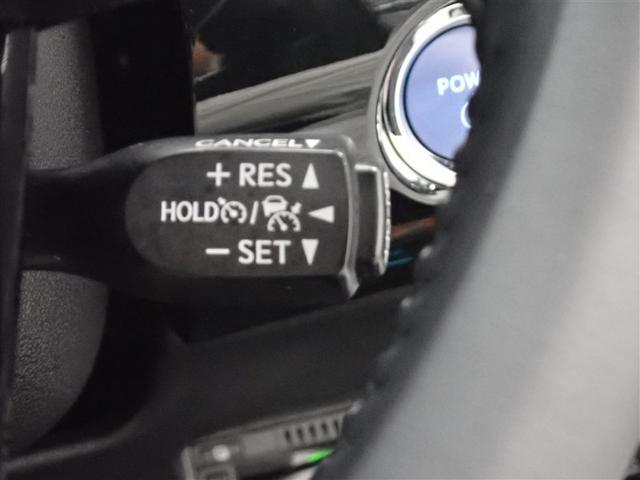 CANCEL▼
+ RES ▲
HOLD / ◄
− SET ▼
POW